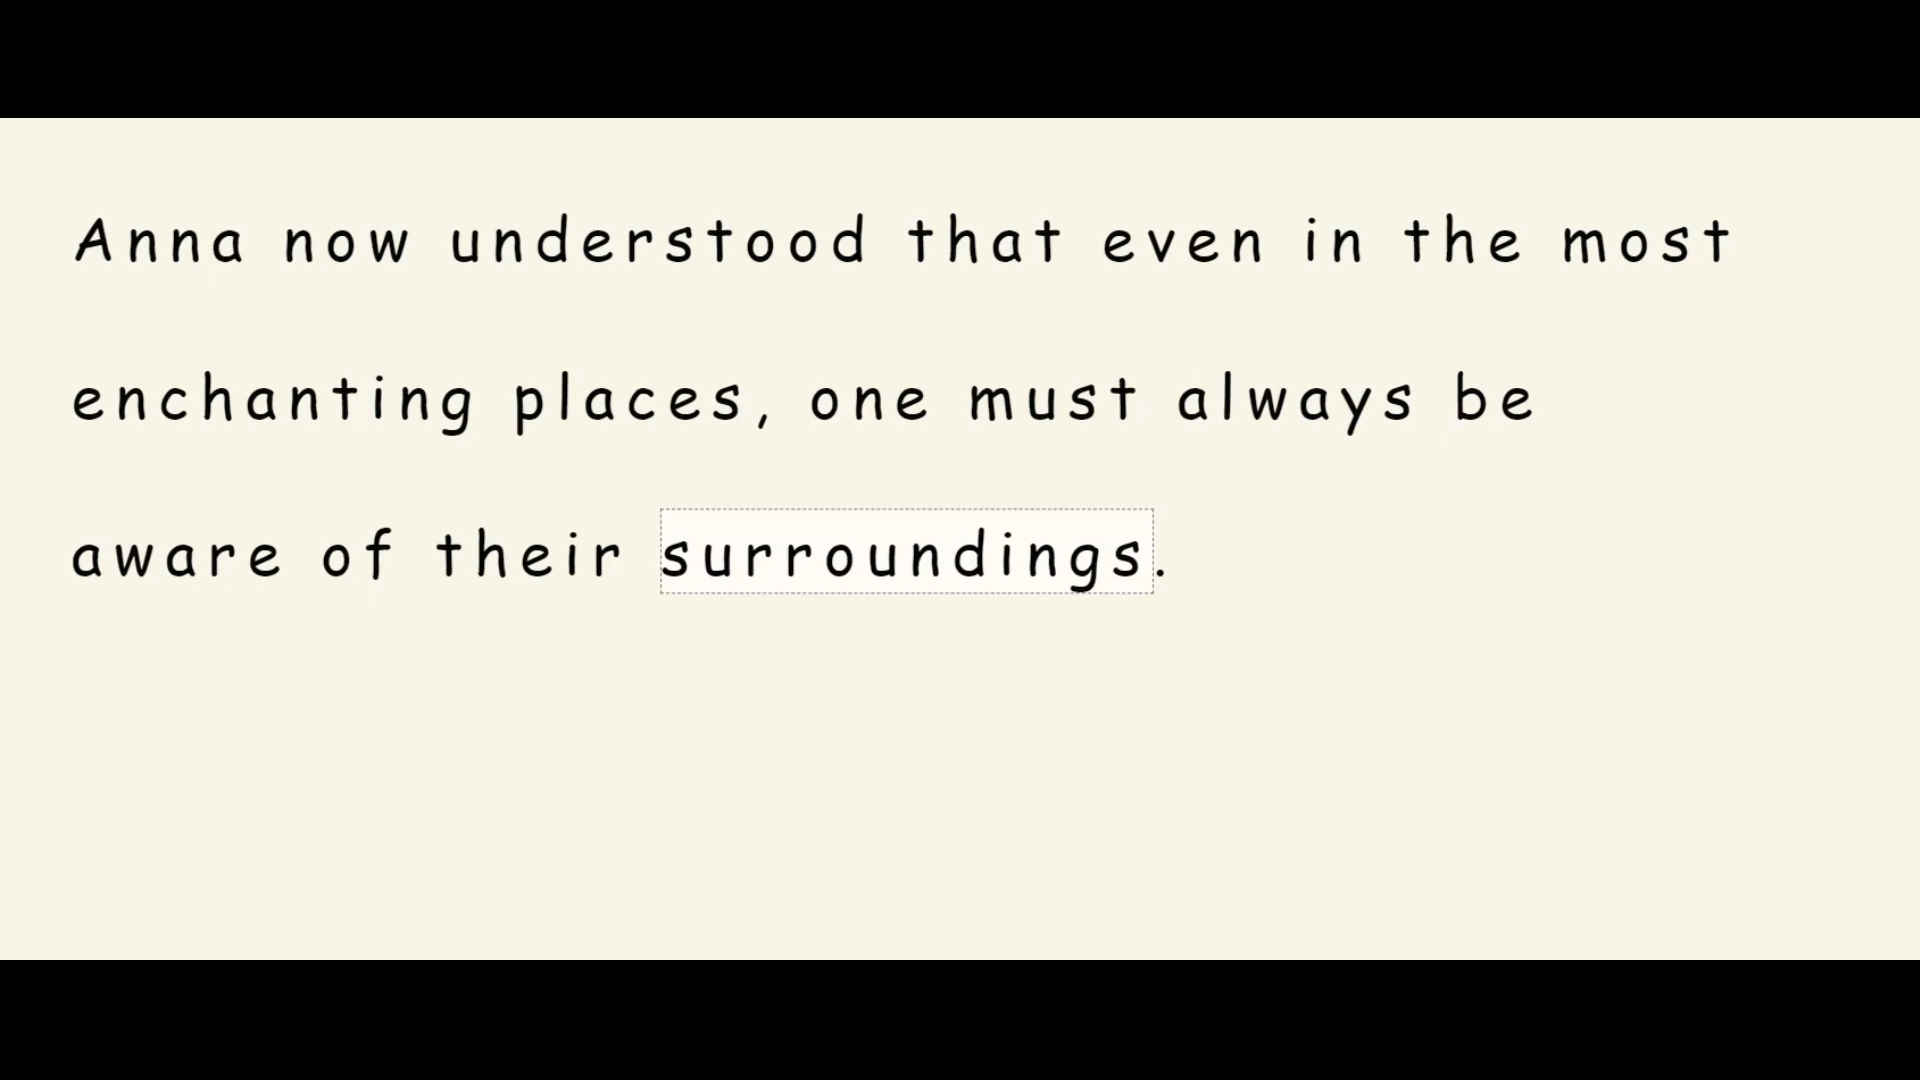 Anna now understood that even in the most
enchanting places, one must always be
aware of their surroundings.